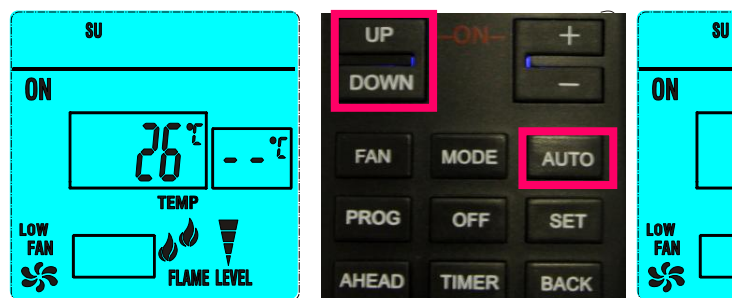 SU
ON
26℃
--℃
TEMP
LOW
FAN
FLAME LEVEL
UP -ON- +
DOWN −
FAN MODE AUTO
PROG OFF SET
AHEAD TIMER BACK
SU
ON
LOW
FAN